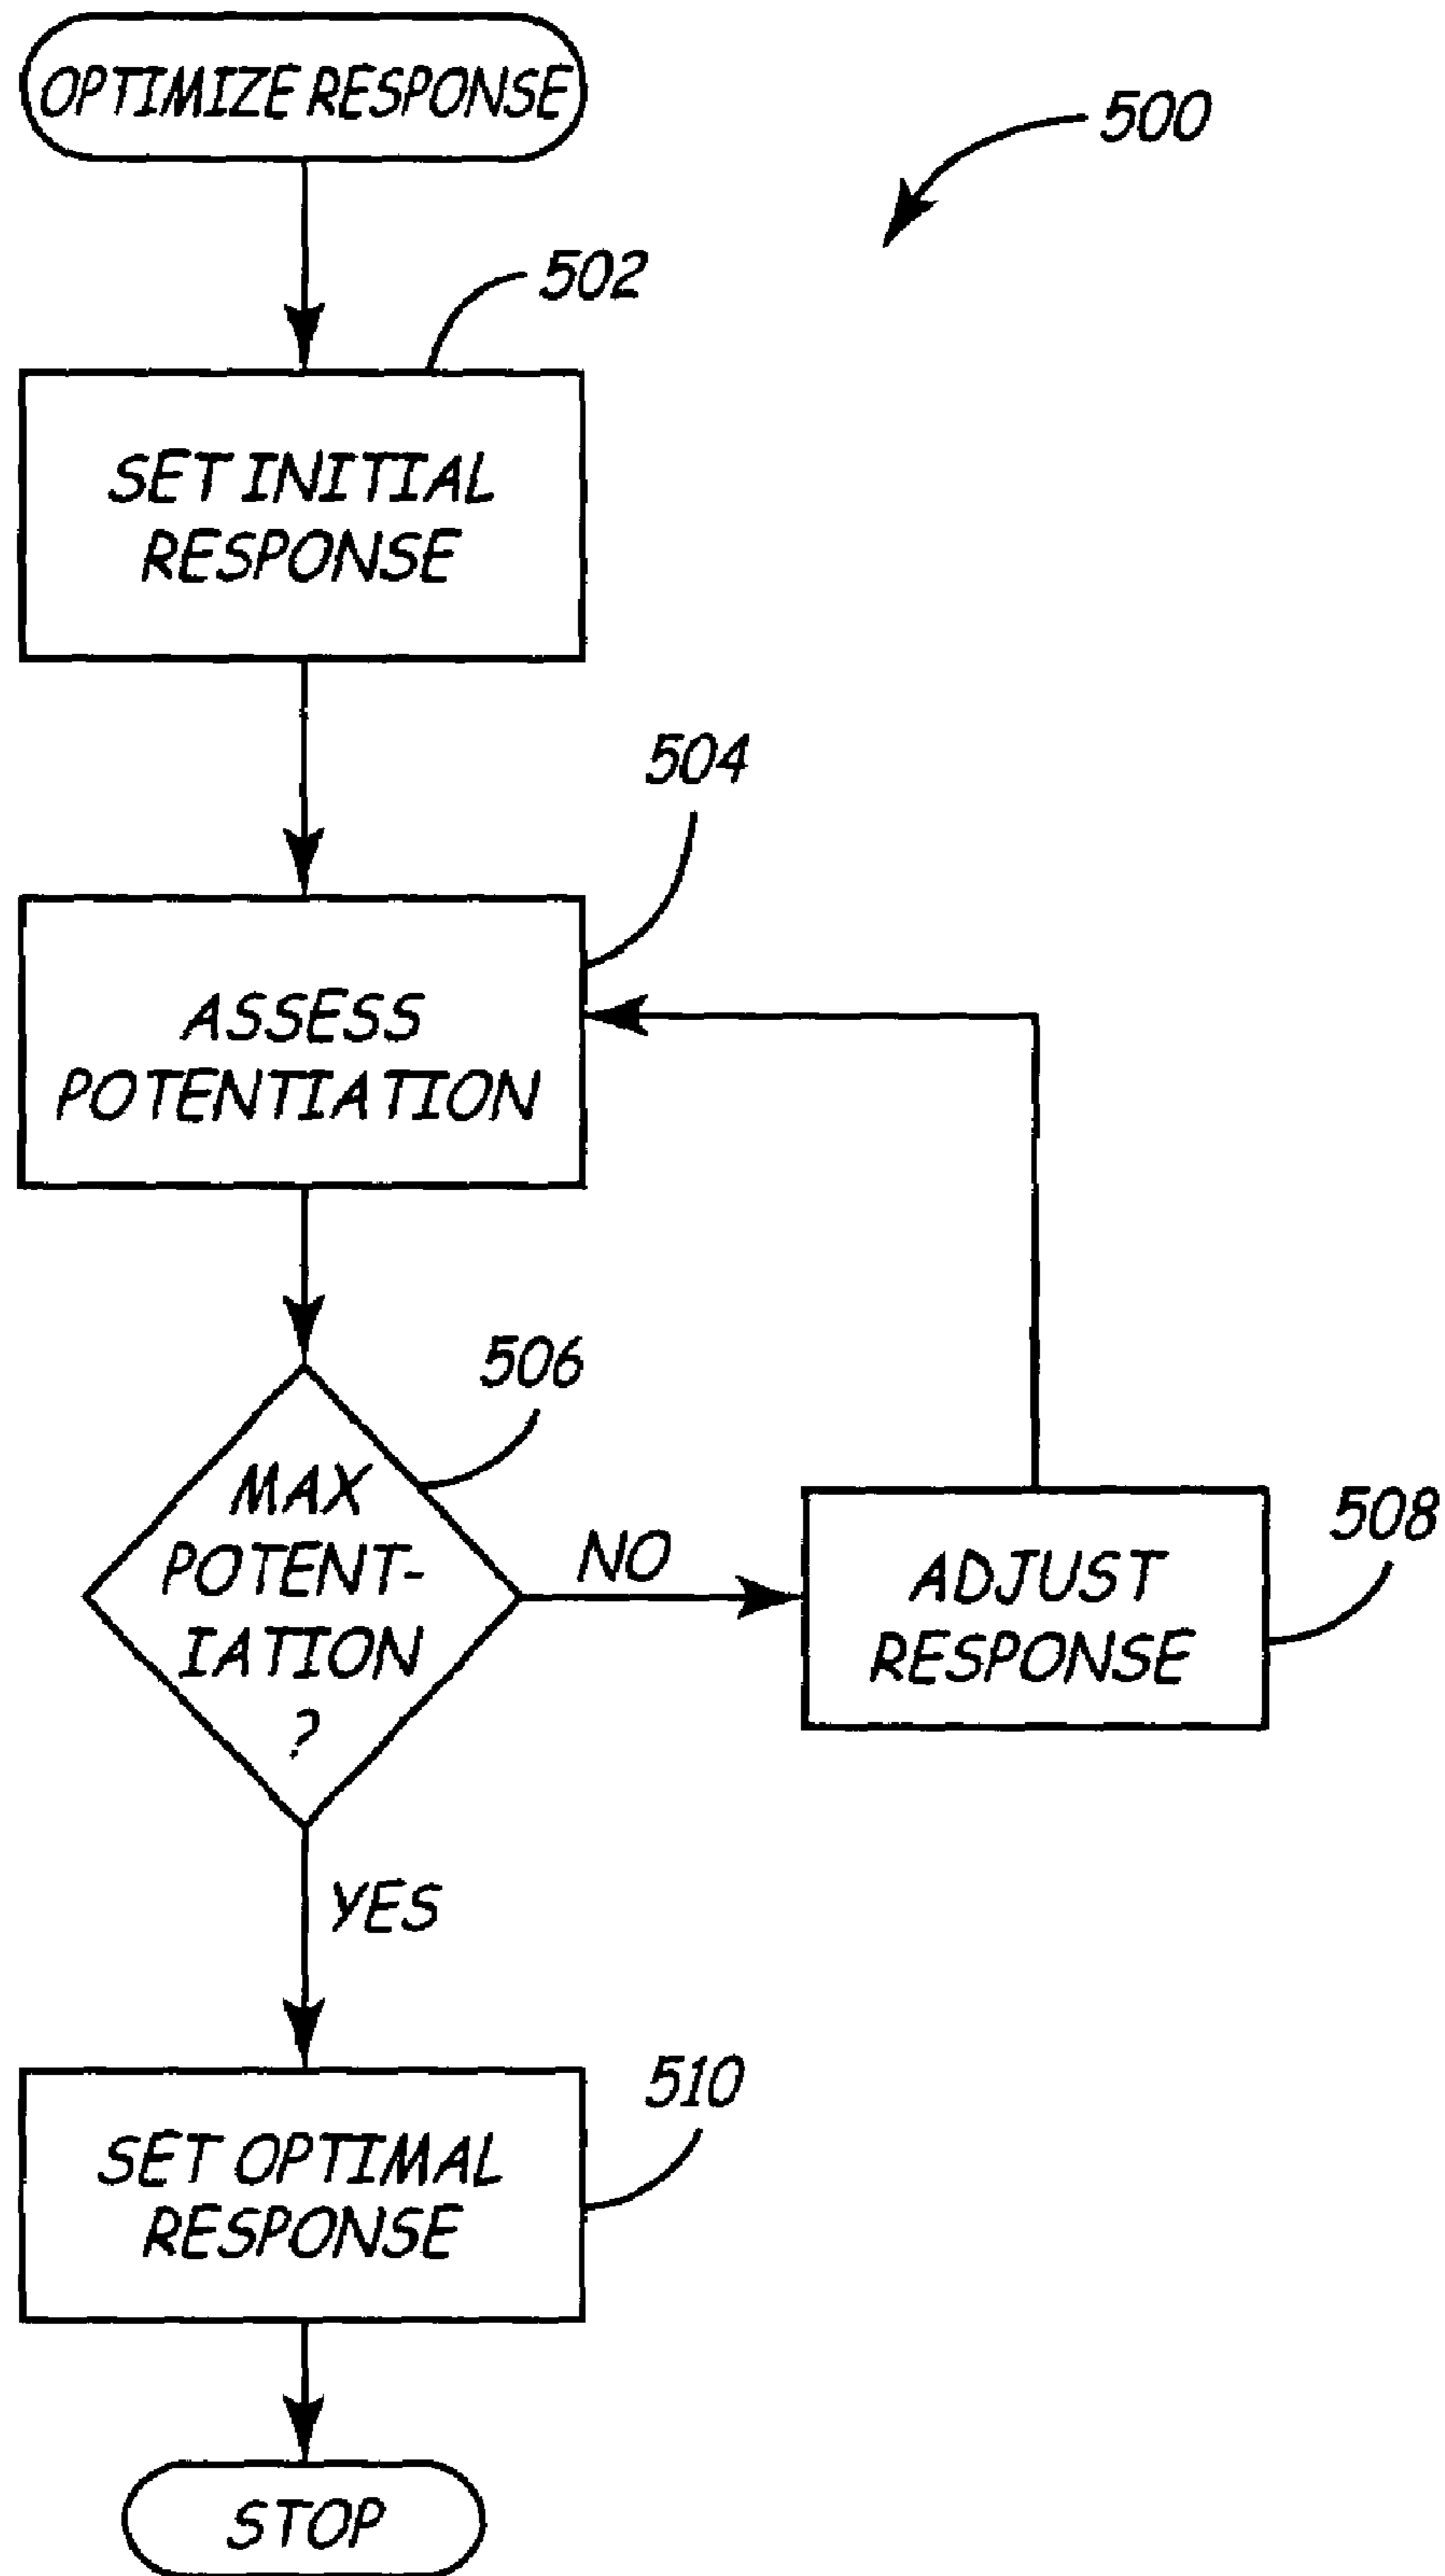 OPTIMIZE RESPONSE
500
502
SET INITIAL
RESPONSE
504
ASSESS
POTENTIATION
506
MAX
POTENT-
IATION
?
NO
508
ADJUST
RESPONSE
YES
510
SET OPTIMAL
RESPONSE
STOP